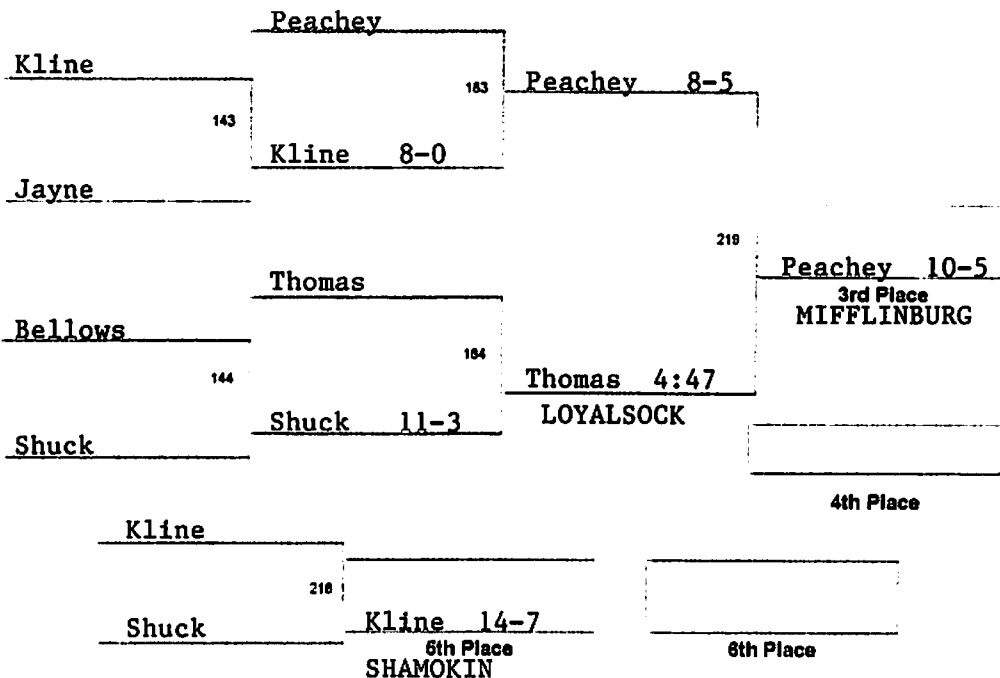 Peachey
Kline
183 Peachey 8-5
143
Kline 8-0
Jayne
219
Thomas
Peachey 10-5
3rd Place
MIFFLINBURG
Bellows
184
144
Thomas 4:47
LOYALSOCK
Shuck 11-3
Shuck
4th Place
Kline
218
Shuck
Kline 14-7
5th Place
6th Place
SHAMOKIN